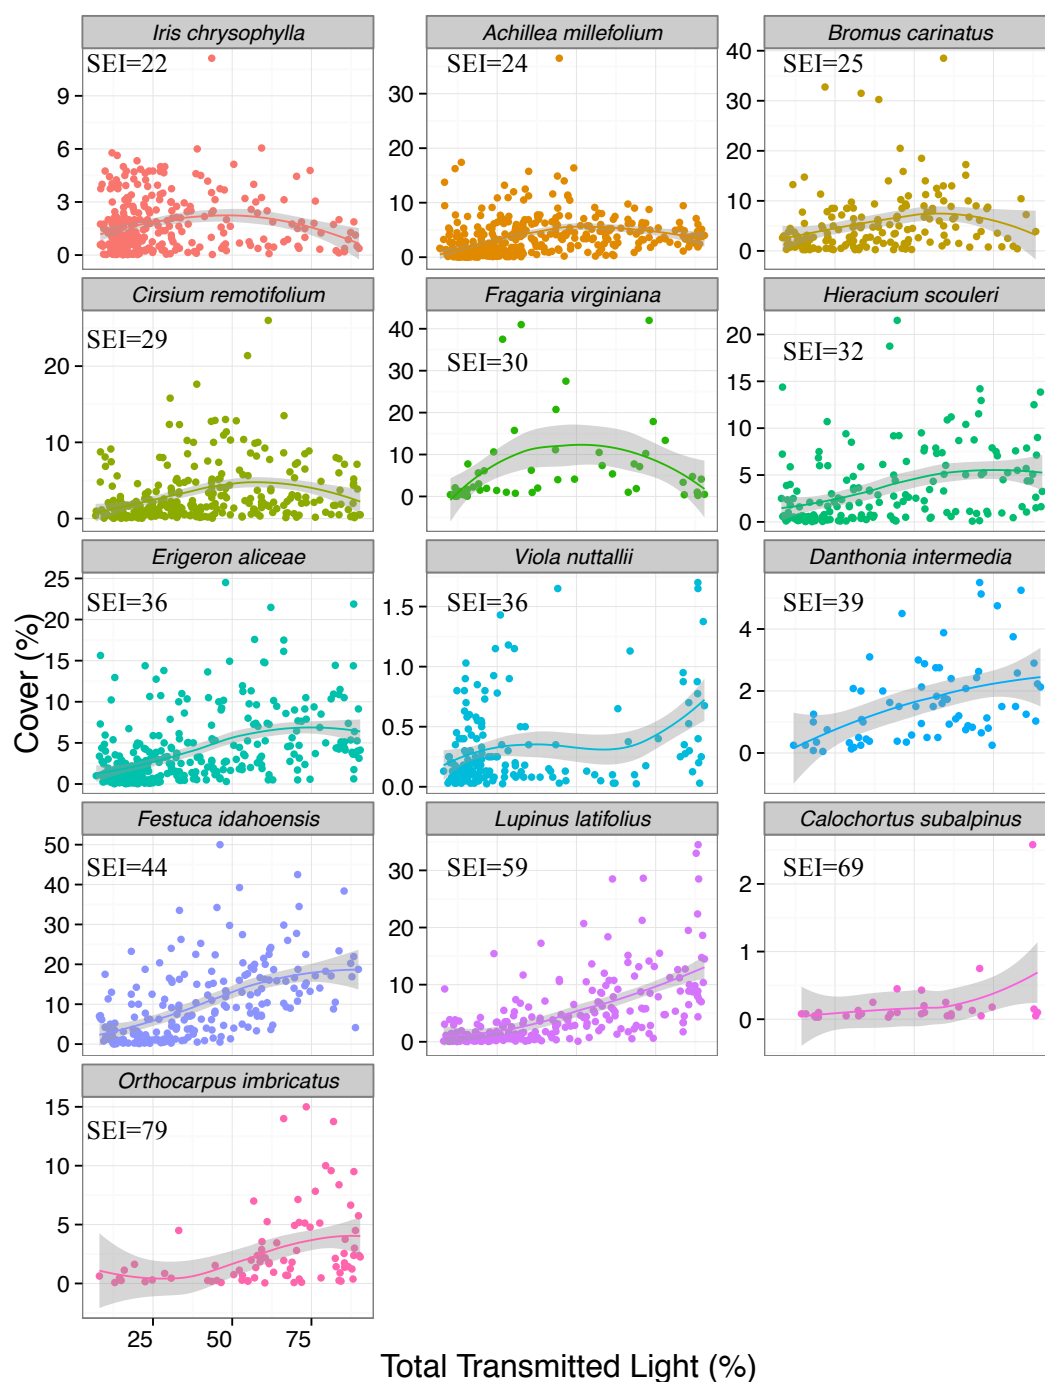 Iris chrysophylla
Achillea millefolium
Bromus carinatus
SEI=22
SEI=24
SEI=25
9
6
3
0
30
20
10
0
40
30
20
10
0
Cirsium remotifolium
Fragaria virginiana
Hieracium scouleri
SEI=29
SEI=30
SEI=32
20
10
0
40
30
20
10
0
20
15
10
5
0
Erigeron aliceae
Viola nuttallii
Danthonia intermedia
SEI=36
SEI=36
SEI=39
25
20
15
10
5
0
1.5
1.0
0.5
0.0
4
2
0
Cover (%)
Festuca idahoensis
Lupinus latifolius
Calochortus subalpinus
SEI=44
SEI=59
SEI=69
50
40
30
20
10
0
30
20
10
0
2
1
0
Orthocarpus imbricatus
SEI=79
15
10
5
0
25 50 75
Total Transmitted Light (%)